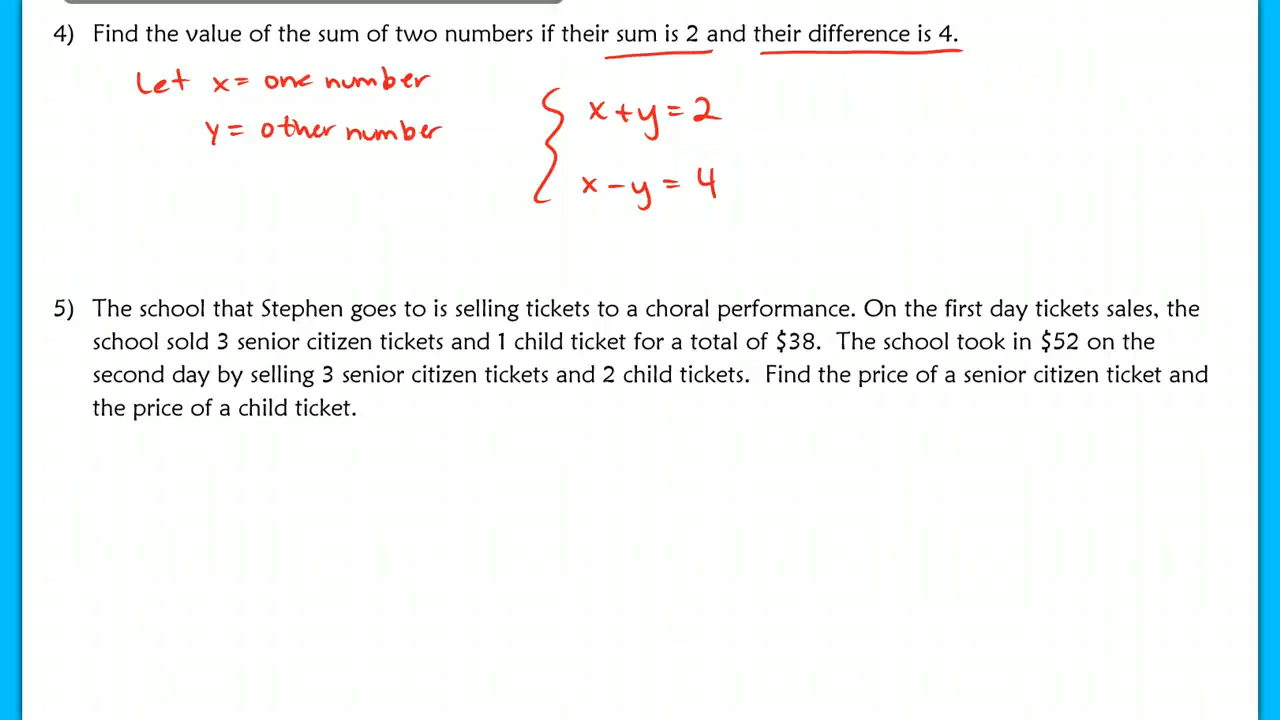 4) Find the value of the sum of two numbers if their sum is 2 and their difference is 4.
Let x = one number
y = other number
x + y = 2
x - y = 4
5) The school that Stephen goes to is selling tickets to a choral performance. On the first day tickets sales, the
school sold 3 senior citizen tickets and 1 child ticket for a total of $38. The school took in $52 on the
second day by selling 3 senior citizen tickets and 2 child tickets. Find the price of a senior citizen ticket and
the price of a child ticket.